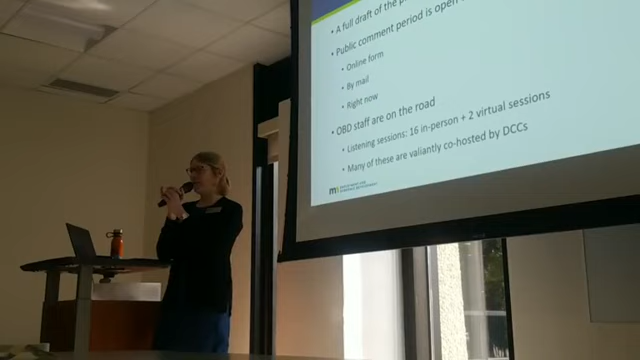 • A full draft of the p
• Public comment period is open
• Online form
• By mail
• Right now
• OBD staff are on the road
• Listening sessions: 16 in-person + 2 virtual sessions
• Many of these are valiantly co-hosted by DCCs